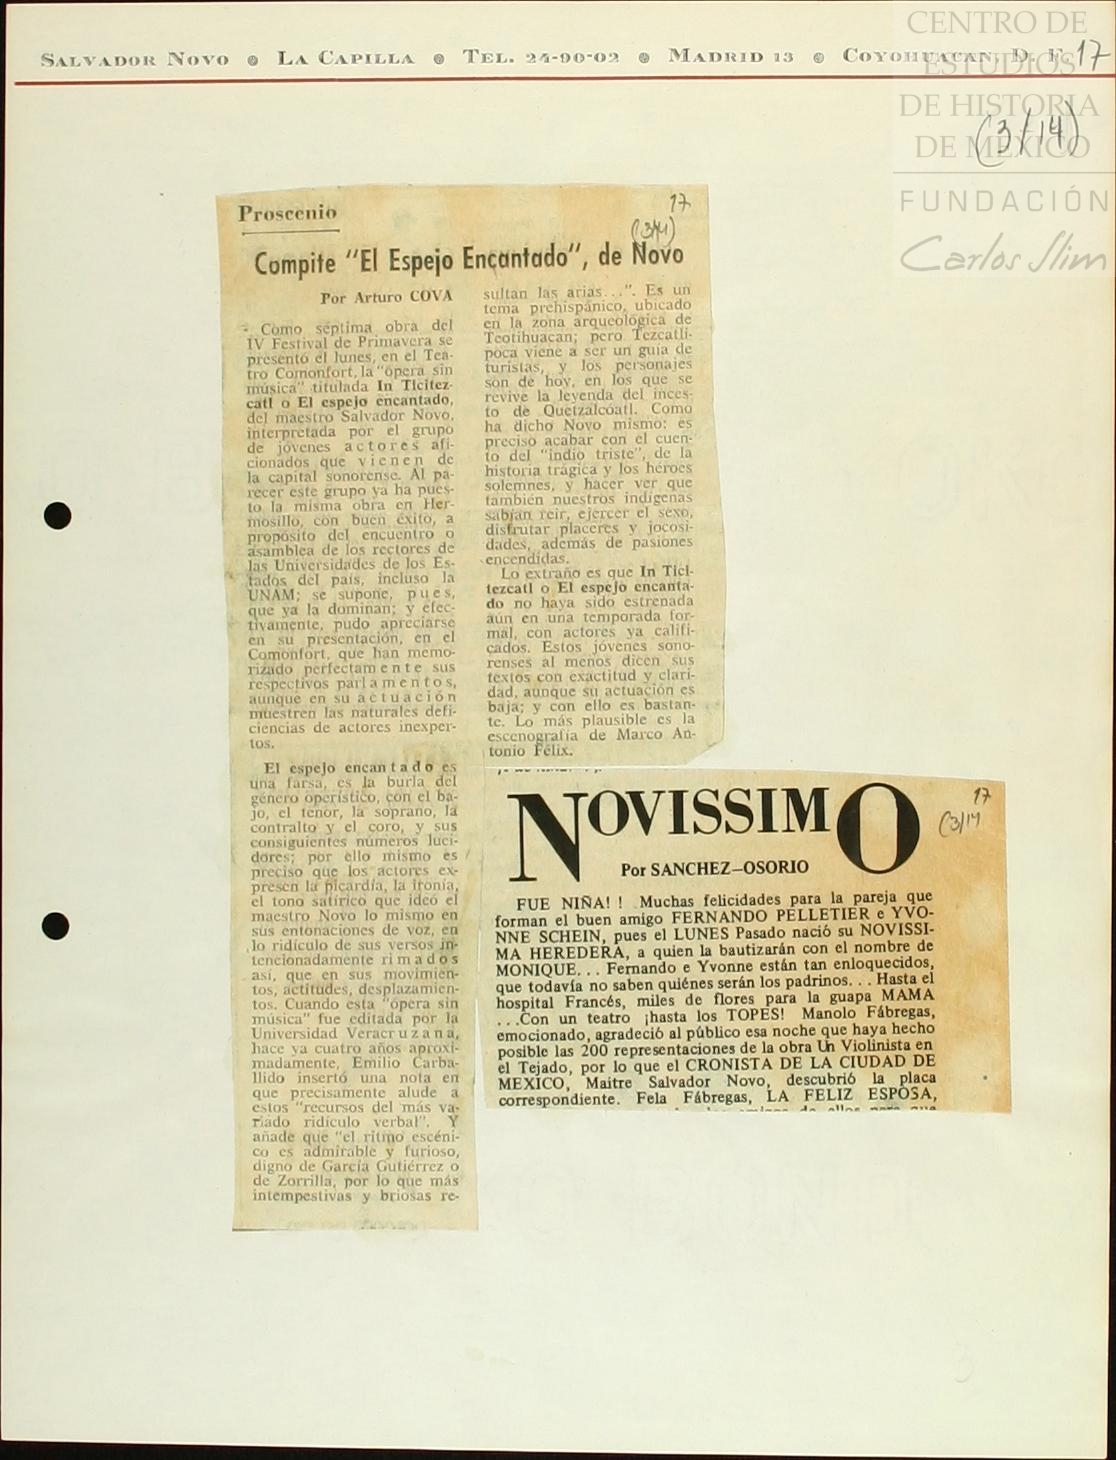 SALVADOR NOVO LA CAPILLA TEL. 24-90-02 MADRID 13 COYOHUACAN, D. F. 17
CENTRO DE
ESTUDIOS
DE HISTORIA
DE MÉXICO
(3/14)
FUNDACIÓN
Carlos Slim
Proscenio
17
(3/14)
Compite "El Espejo Encantado", de Novo
Por Arturo COVA
Como séptima obra del
IV Festival de Primavera se
presentó el lunes, en el Tea-
tro Comonfort, la "ópera sin
música" titulada In Ticitez-
catl o El espejo encantado,
del maestro Salvador Novo,
interpretada por el grupo
de jóvenes actores afi-
cionados que vienen de
la capital sonorense. Al pa-
recer este grupo ya ha pues-
to la misma obra en Her-
mosillo, con buen éxito, a
propósito del encuentro o
asamblea de los rectores de
las Universidades de los Es-
tados del país, incluso la
UNAM; se supone, pues,
que ya la dominan; y efec-
tivamente, pudo apreciarse
en su presentación, en el
Comonfort, que han memo-
rizado perfectamente sus
respectivos parlamentos,
aunque en su actuación
muestren las naturales defi-
ciencias de actores inexper-
tos.
El espejo encantado es
una farsa, es la burla del
género operístico, con el ba-
jo, el tenor, la soprano, la
contralto y el coro, y sus
consiguientes números luci-
dores; por ello mismo es
preciso que los actores ex-
presen la picardía, la ironía,
el tono satírico que ideó el
maestro Novo lo mismo en
sus entonaciones de voz, en
lo ridículo de sus versos in-
tencionadamente rimados
así, que en sus movimien-
tos, actitudes, desplazamien-
tos. Cuando esta "ópera sin
música" fue editada por la
Universidad Veracruzana,
hace ya cuatro años aproxi-
madamente, Emilio Carba-
llido insertó una nota en
que precisamente alude a
estos "recursos del más va-
riado ridículo verbal". Y
añade que "el ritmo escéni-
co es admirable y furioso,
digno de García Gutiérrez o
de Zorrilla, por lo que más
intempestivas y briosas re-
sultan las arias...". Es un
tema prehispánico, ubicado
en la zona arqueológica de
Teotihuacan; pero Tezcatli-
poca viene a ser un guía de
turistas, y los personajes
son de hoy, en los que se
revive la leyenda del inces-
to de Quetzalcóatl. Como
ha dicho Novo mismo: es
preciso acabar con el cuen-
to del "indio triste", de la
historia trágica y los héroes
solemnes, y hacer ver que
también nuestros indígenas
sabían reir, ejercer el sexo,
disfrutar placeres y jocosi-
dades, además de pasiones
encendidas.
Lo extraño es que In Tici-
tezcatl o El espejo encanta-
do no haya sido estrenada
aún en una temporada for-
mal, con actores ya califi-
cados. Estos jóvenes sono-
renses al menos dicen sus
textos con exactitud y clari-
dad, aunque su actuación es
baja; y con ello es bastan-
te. Lo más plausible es la
escenografía de Marco An-
tonio Félix.
NOVISSIMO
17
(3/14
Por SANCHEZ-OSORIO
FUE NIÑA! ! Muchas felicidades para la pareja que
forman el buen amigo FERNANDO PELLETIER e YVO-
NNE SCHEIN, pues el LUNES Pasado nació su NOVISSI-
MA HEREDERA, a quien la bautizarán con el nombre de
MONIQUE... Fernando e Yvonne están tan enloquecidos,
que todavía no saben quiénes serán los padrinos... Hasta el
hospital Francés, miles de flores para la guapa MAMA
...Con un teatro ¡hasta los TOPES! Manolo Fábregas,
emocionado, agradeció al público esa noche que haya hecho
posible las 200 representaciones de la obra Un Violinista en
el Tejado, por lo que el CRONISTA DE LA CIUDAD DE
MEXICO, Maitre Salvador Novo, descubrió la placa
correspondiente. Fela Fábregas, LA FELIZ ESPOSA,